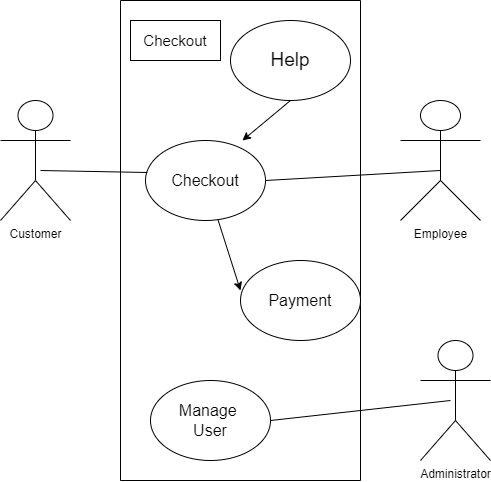 Checkout
Help
Checkout
Customer
Employee
Payment
Manage
User
Administrator